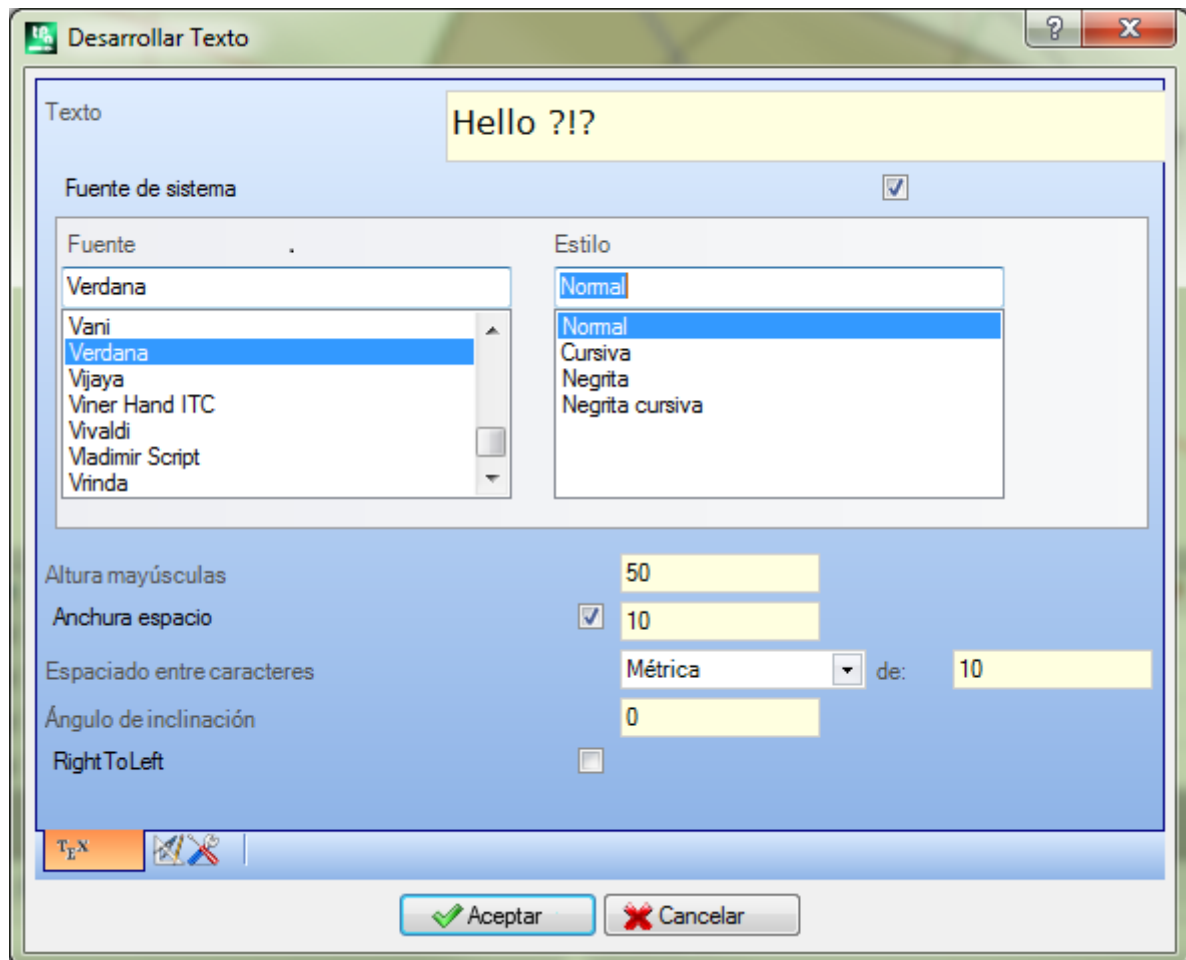 Desarrollar Texto
Texto
Hello ?!?
Fuente de sistema
Fuente . Estilo
Verdana Normal
Vani Normal
Verdana Cursiva
Vijaya Negrita
Viner Hand ITC Negrita cursiva
Vivaldi
Vladimir Script
Vrinda
Altura mayúsculas 50
Anchura espacio 10
Espaciado entre caracteres Métrica de: 10
Ángulo de inclinación 0
RightToLeft
TEX
Aceptar Cancelar